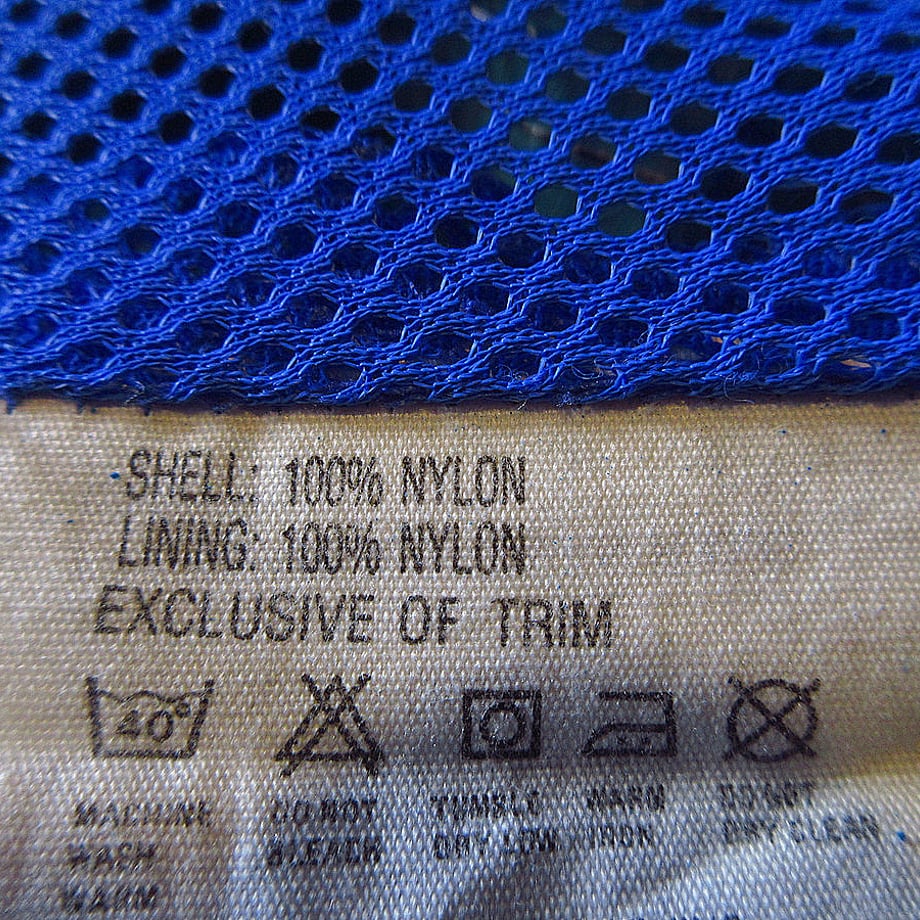 SHELL: 100% NYLON
LINING: 100% NYLON
EXCLUSIVE OF TRIM
40°
MACHINE WASH WARM
DO NOT BLEACH
TUMBLE DRY LOW
WARM IRON
DO NOT DRY CLEAN